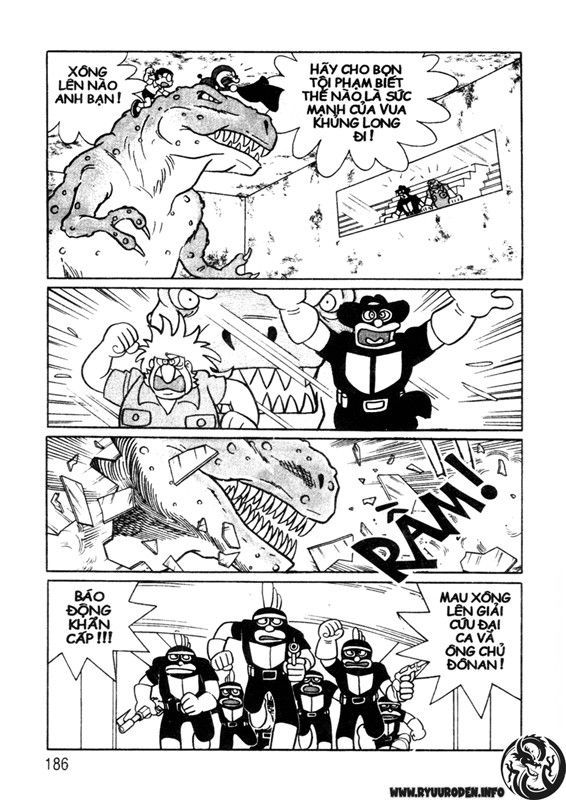 XÔNG
LÊN NÀO
ANH BẠN!
HÃY CHO BỌN
TỘI PHẠM BIẾT
THẾ NÀO LÀ SỨC
MẠNH CỦA VUA
KHỦNG LONG
ĐI!
RẦM!
BÁO
ĐỘNG
KHẨN
CẤP!!!
MAU XÔNG
LÊN GIẢI
CỨU ĐẠI
CA VÀ
ÔNG CHỦ
ĐÔNAN!
186
WWW.RYUURODEN.INFO